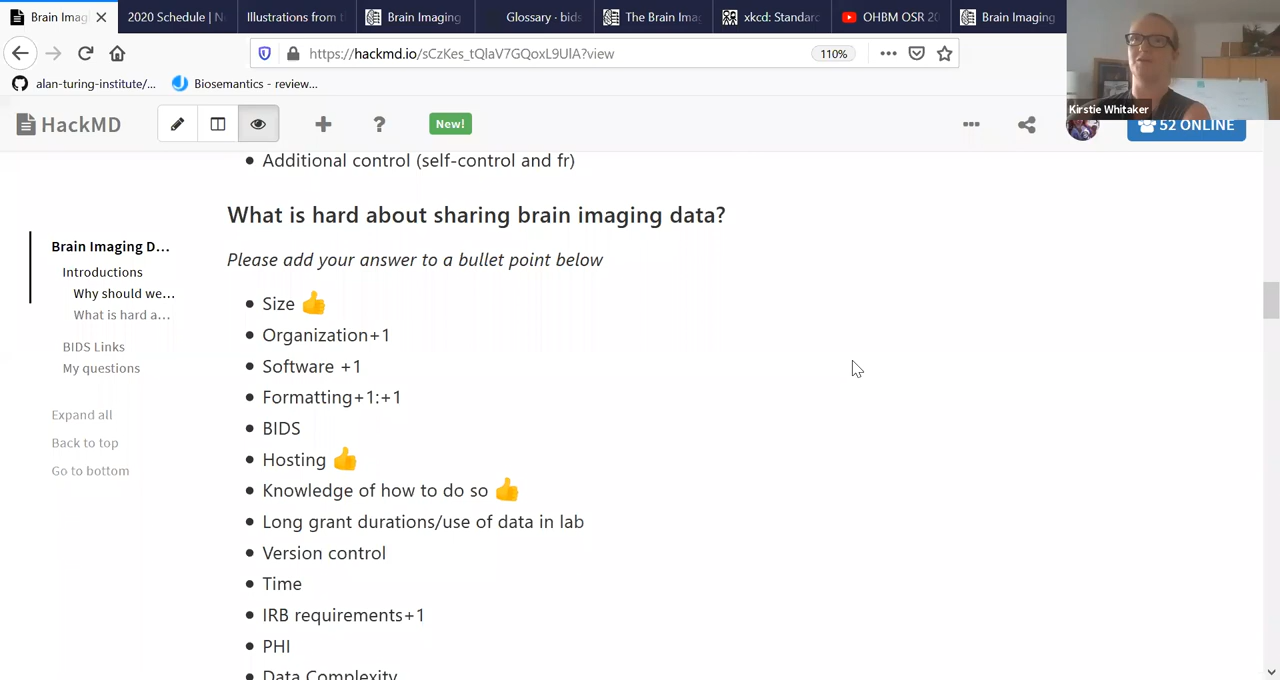 Brain Imagi
2020 Schedule | N
Illustrations from t
Brain Imaging
Glossary · bids
The Brain Ima
xkcd: Standard
OHBM OSR 20
Brain Imaging
https://hackmd.io/sCzKes_tQlaV7GQoxL9UlA?view
110%
alan-turing-institute/...
Biosemantics - review...
Kirstie Whitaker
HackMD
New!
52 ONLINE
Additional control (self-control and fr)
What is hard about sharing brain imaging data?
Please add your answer to a bullet point below
Brain Imaging D...
Introductions
Why should we...
What is hard a...
BIDS Links
My questions
Expand all
Back to top
Go to bottom
Size 👍
Organization+1
Software +1
Formatting+1:+1
BIDS
Hosting 👍
Knowledge of how to do so 👍
Long grant durations/use of data in lab
Version control
Time
IRB requirements+1
PHI
Data Complexity